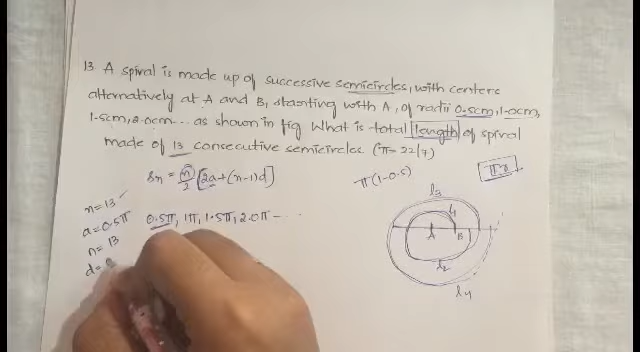 13. A spiral is made up of successive semicircles, with centers
alternatively at A and B, starting with A, of radii 0.5cm, 1.0cm,
1.5cm, 2.0cm... as shown in fig What is total length of spiral
made of 13 consecutive semicircles. (π=22/7)
Sn = n/2 [2a+(n-1)d]
π(1-0.5)
πr
n=13
a=0.5π
n=13
d=
0.5π, 1π, 1.5π, 2.0π - ...
l3
l1
A
B
l2
l4